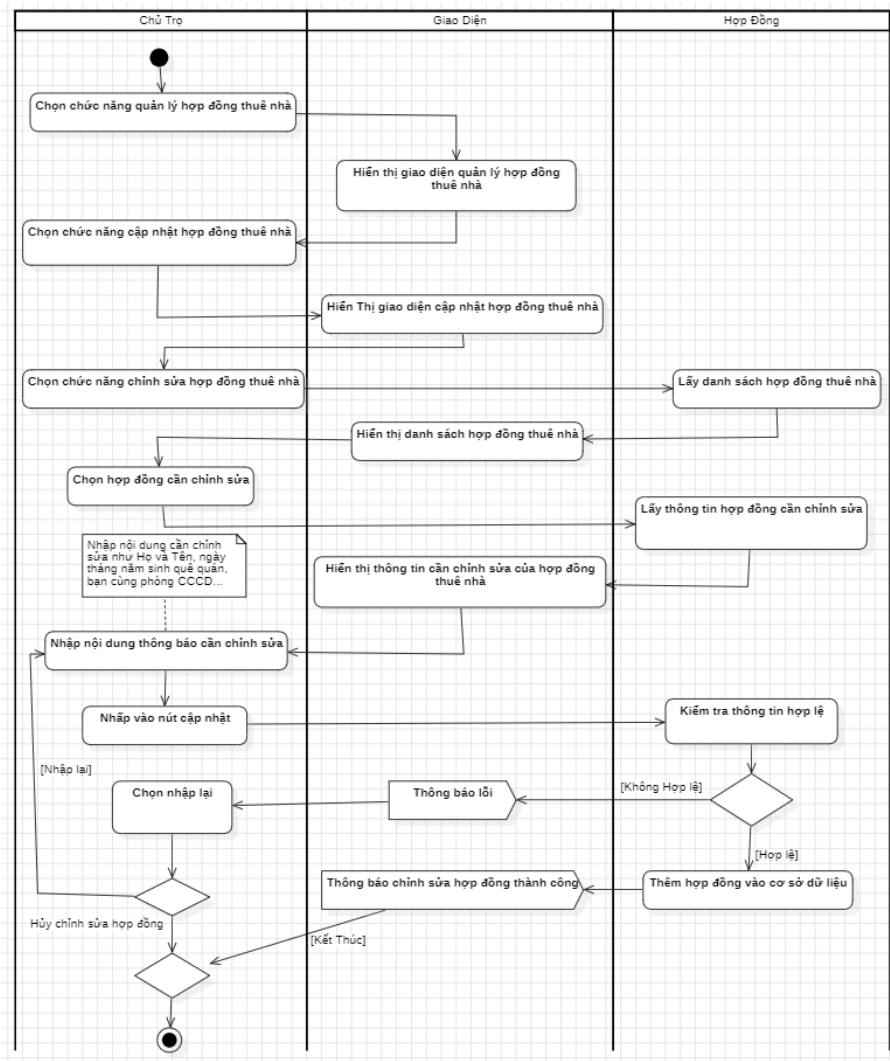 Chủ Trọ
Giao Diện
Hợp Đồng
Chọn chức năng quản lý hợp đồng thuê nhà
Hiển thị giao diện quản lý hợp đồng
thuê nhà
Chọn chức năng cập nhật hợp đồng thuê nhà
Hiển Thị giao diện cập nhật hợp đồng thuê nhà
Chọn chức năng chỉnh sửa hợp đồng thuê nhà
Lấy danh sách hợp đồng thuê nhà
Hiển thị danh sách hợp đồng thuê nhà
Chọn hợp đồng cần chỉnh sửa
Lấy thông tin hợp đồng cần chỉnh sửa
Nhập nội dung cần chỉnh
sửa như Họ và Tên, ngày
tháng năm sinh quê quán,
bạn cùng phòng CCCD...
Hiển thị thông tin cần chỉnh sửa của hợp đồng
thuê nhà
Nhập nội dung thông báo cần chỉnh sửa
Nhấp vào nút cập nhật
Kiểm tra thông tin hợp lệ
[Nhập lại]
Chọn nhập lại
Thông báo lỗi
[Không Hợp lệ]
[Hợp lệ]
Thông báo chỉnh sửa hợp đồng thành công
Thêm hợp đồng vào cơ sở dữ liệu
Hủy chỉnh sửa hợp đồng
[Kết Thúc]